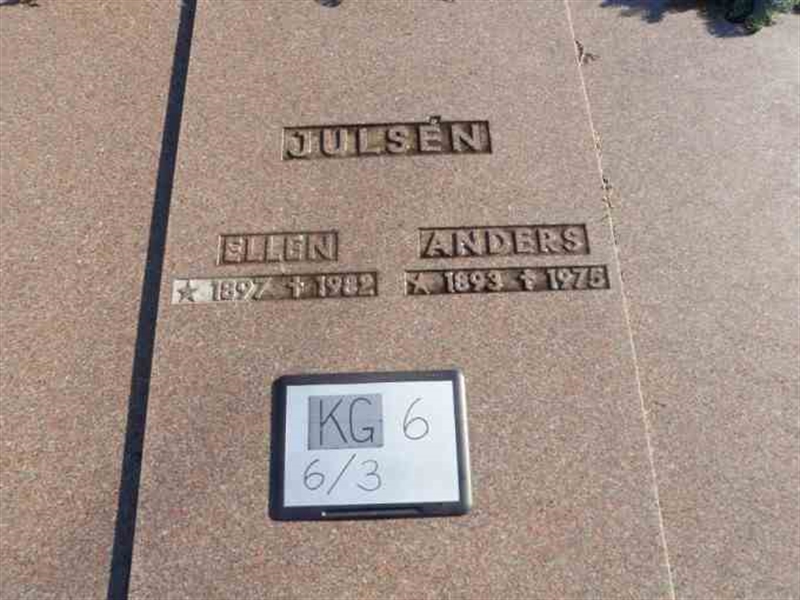 JULSÉN
ELLEN
★ 1897 ✝ 1982
ANDERS
★ 1893 ✝ 1975
KG 6
6/3